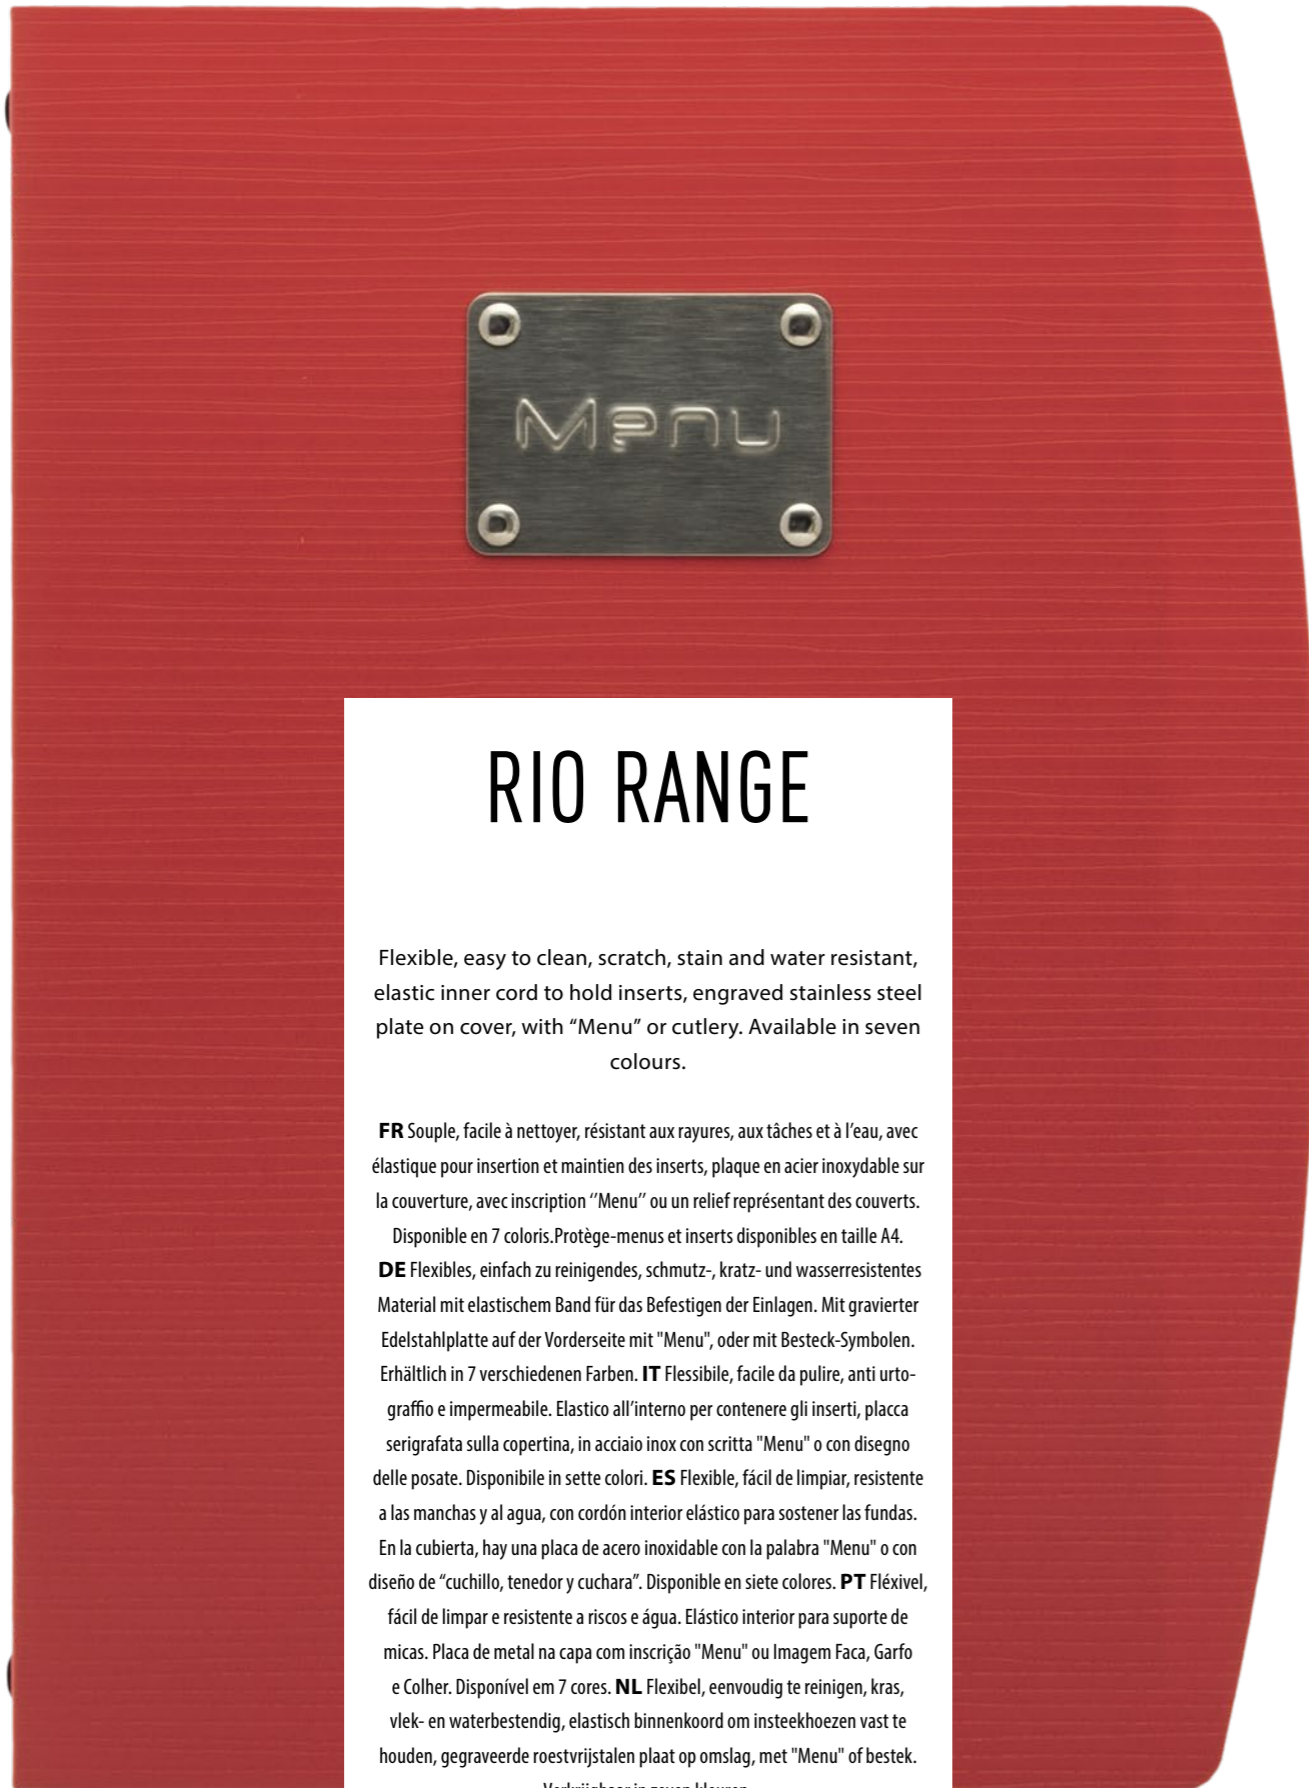 Menu
RIO RANGE
Flexible, easy to clean, scratch, stain and water resistant,
elastic inner cord to hold inserts, engraved stainless steel
plate on cover, with “Menu” or cutlery. Available in seven
colours.
FR Souple, facile à nettoyer, résistant aux rayures, aux tâches et à l’eau, avec
élastique pour insertion et maintien des inserts, plaque en acier inoxydable sur
la couverture, avec inscription ‘’Menu’’ ou un relief représentant des couverts.
Disponible en 7 coloris.Protège-menus et inserts disponibles en taille A4.
DE Flexibles, einfach zu reinigendes, schmutz-, kratz- und wasserresistentes
Material mit elastischem Band für das Befestigen der Einlagen. Mit gravierter
Edelstahlplatte auf der Vorderseite mit "Menu", oder mit Besteck-Symbolen.
Erhältlich in 7 verschiedenen Farben. IT Flessibile, facile da pulire, anti urto-
graffio e impermeabile. Elastico all’interno per contenere gli inserti, placca
serigrafata sulla copertina, in acciaio inox con scritta "Menu" o con disegno
delle posate. Disponibile in sette colori. ES Flexible, fácil de limpiar, resistente
a las manchas y al agua, con cordón interior elástico para sostener las fundas.
En la cubierta, hay una placa de acero inoxidable con la palabra "Menu" o con
diseño de “cuchillo, tenedor y cuchara”. Disponible en siete colores. PT Fléxivel,
fácil de limpar e resistente a riscos e água. Elástico interior para suporte de
micas. Placa de metal na capa com inscrição "Menu" ou Imagem Faca, Garfo
e Colher. Disponível em 7 cores. NL Flexibel, eenvoudig te reinigen, kras,
vlek- en waterbestendig, elastisch binnenkoord om insteekhoezen vast te
houden, gegraveerde roestvrijstalen plaat op omslag, met "Menu" of bestek.
Verkrijgbaar in zeven kleuren.